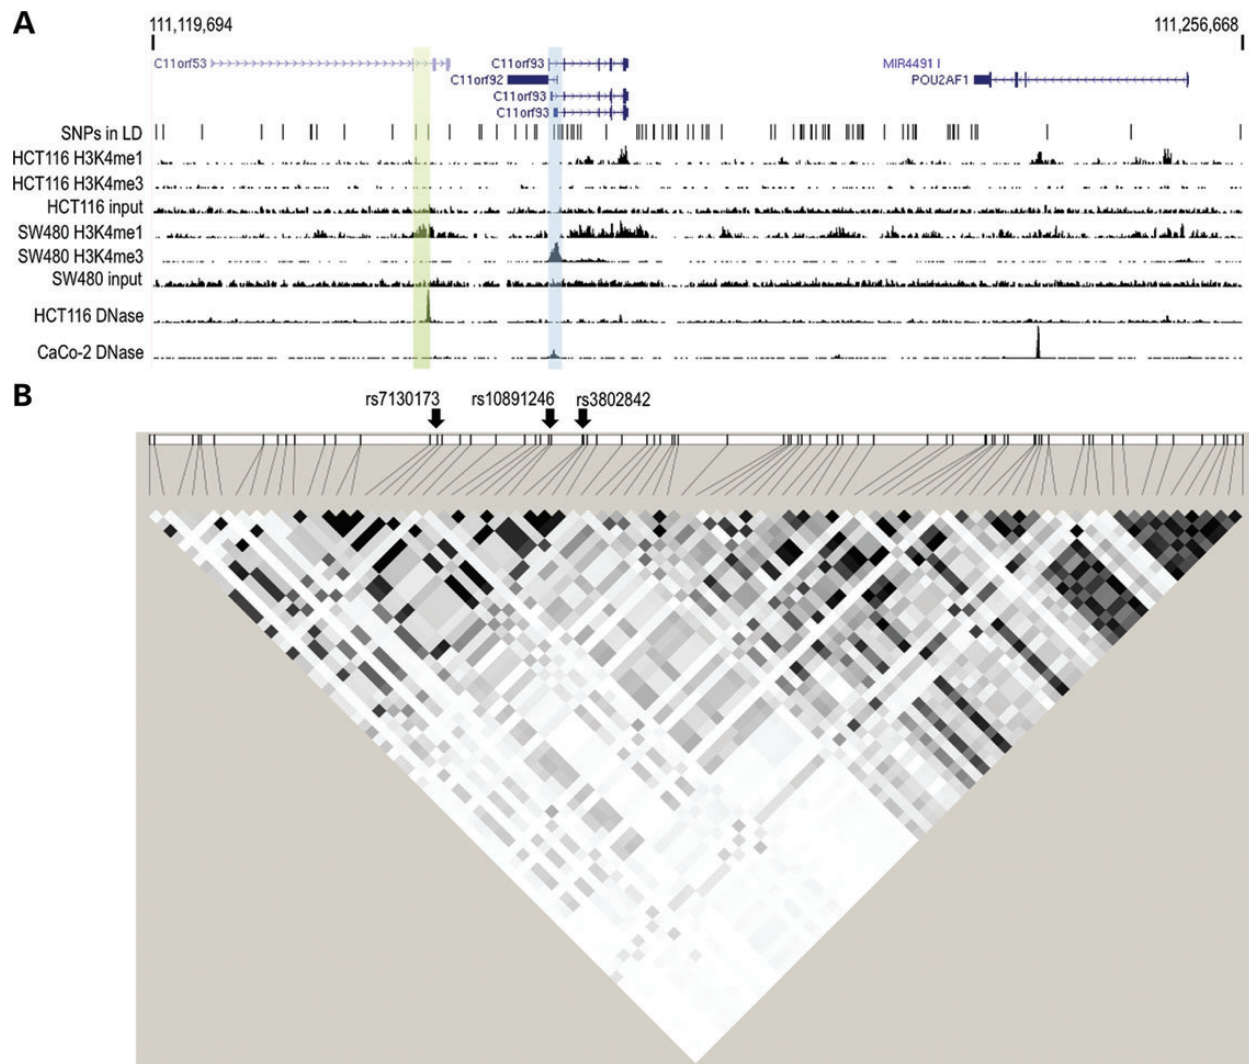 A
111,119,694 111,256,668
C11orf53 C11orf93 MIR4491
C11orf92 POU2AF1
C11orf93
C11orf93
SNPs in LD
HCT116 H3K4me1
HCT116 H3K4me3
HCT116 input
SW480 H3K4me1
SW480 H3K4me3
SW480 input
HCT116 DNase
CaCo-2 DNase
B
rs7130173 rs10891246 rs3802842